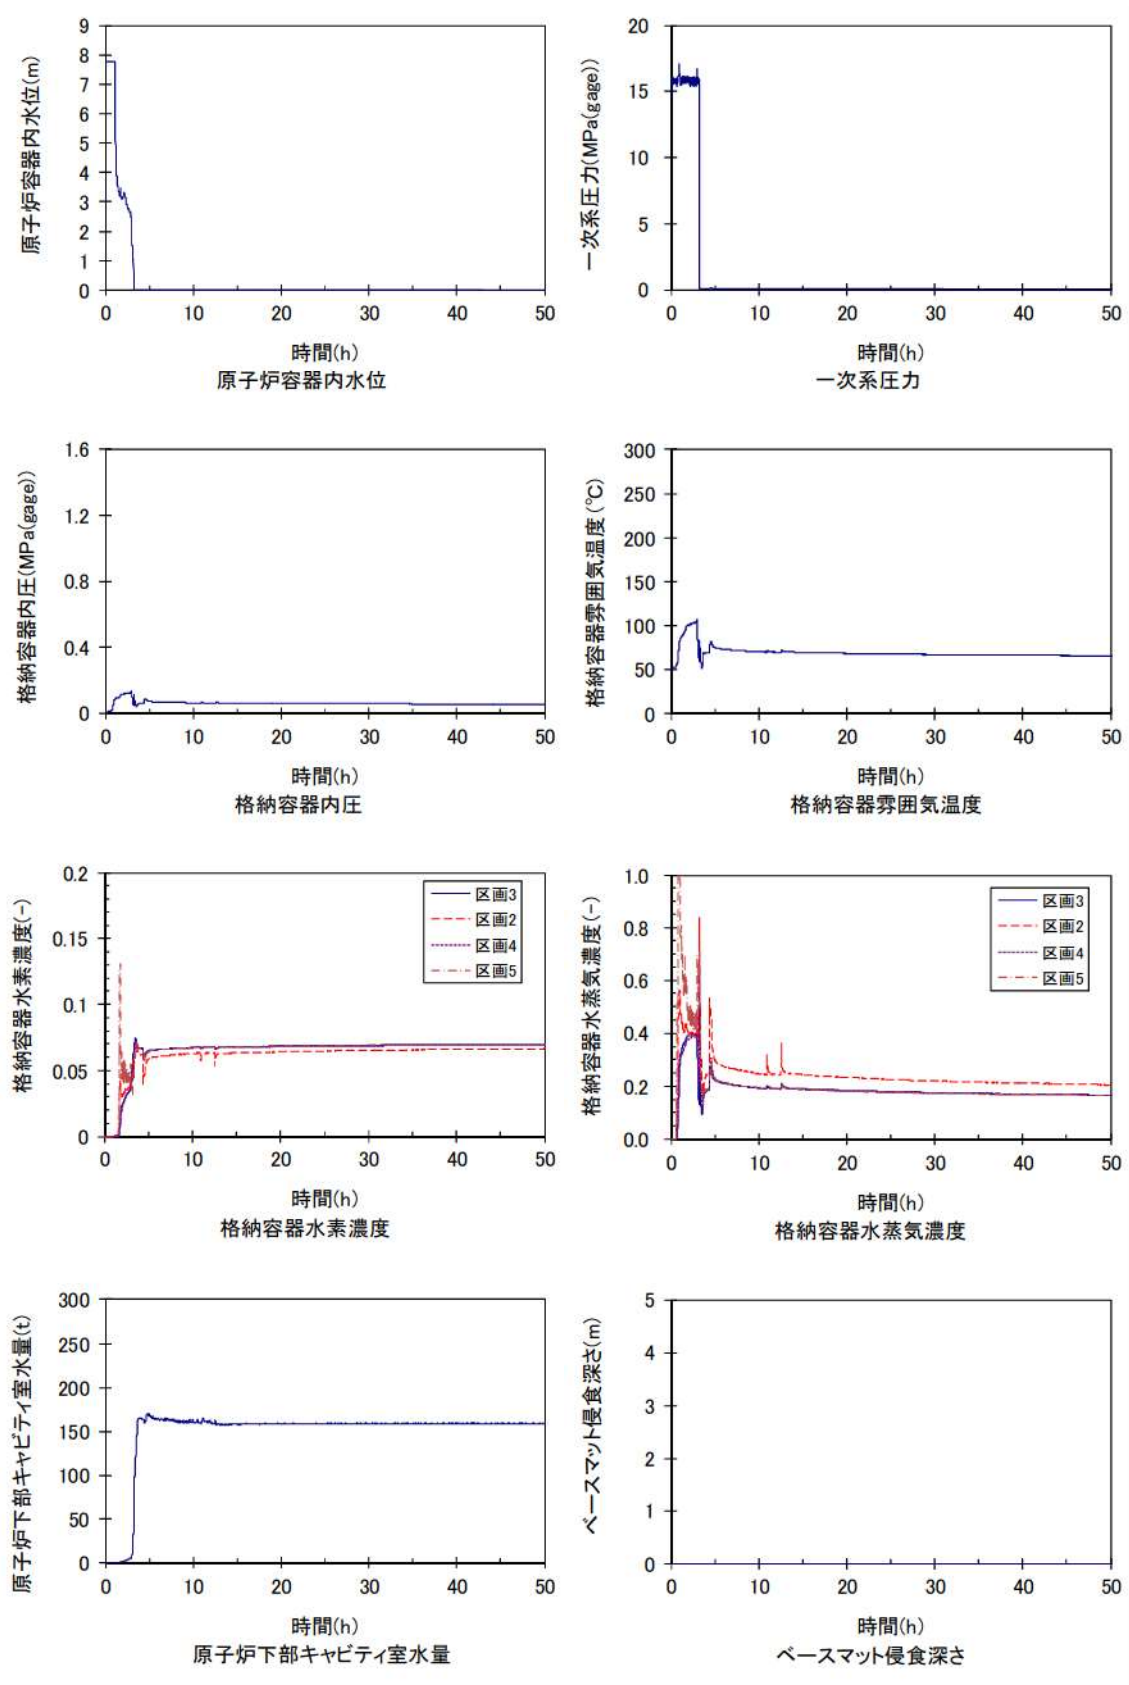 原子炉容器内水位(m)
9
8
7
6
5
4
3
2
1
0
0 10 20 30 40 50
時間(h)
原子炉容器内水位
一次系圧力(MPa(gage))
20
15
10
5
0
0 10 20 30 40 50
時間(h)
一次系圧力
格納容器内圧(MPa(gage))
1.6
1.2
0.8
0.4
0
0 10 20 30 40 50
時間(h)
格納容器内圧
格納容器雰囲気温度(℃)
300
250
200
150
100
50
0
0 10 20 30 40 50
時間(h)
格納容器雰囲気温度
格納容器水素濃度(-)
0.2
0.15
0.1
0.05
0
区画3
区画2
区画4
区画5
0 10 20 30 40 50
時間(h)
格納容器水素濃度
格納容器水蒸気濃度(-)
1.0
0.8
0.6
0.4
0.2
0.0
区画3
区画2
区画4
区画5
0 10 20 30 40 50
時間(h)
格納容器水蒸気濃度
原子炉下部キャビティ室水量(t)
300
250
200
150
100
50
0
0 10 20 30 40 50
時間(h)
原子炉下部キャビティ室水量
ベースマット侵食深さ(m)
5
4
3
2
1
0
0 10 20 30 40 50
時間(h)
ベースマット侵食深さ